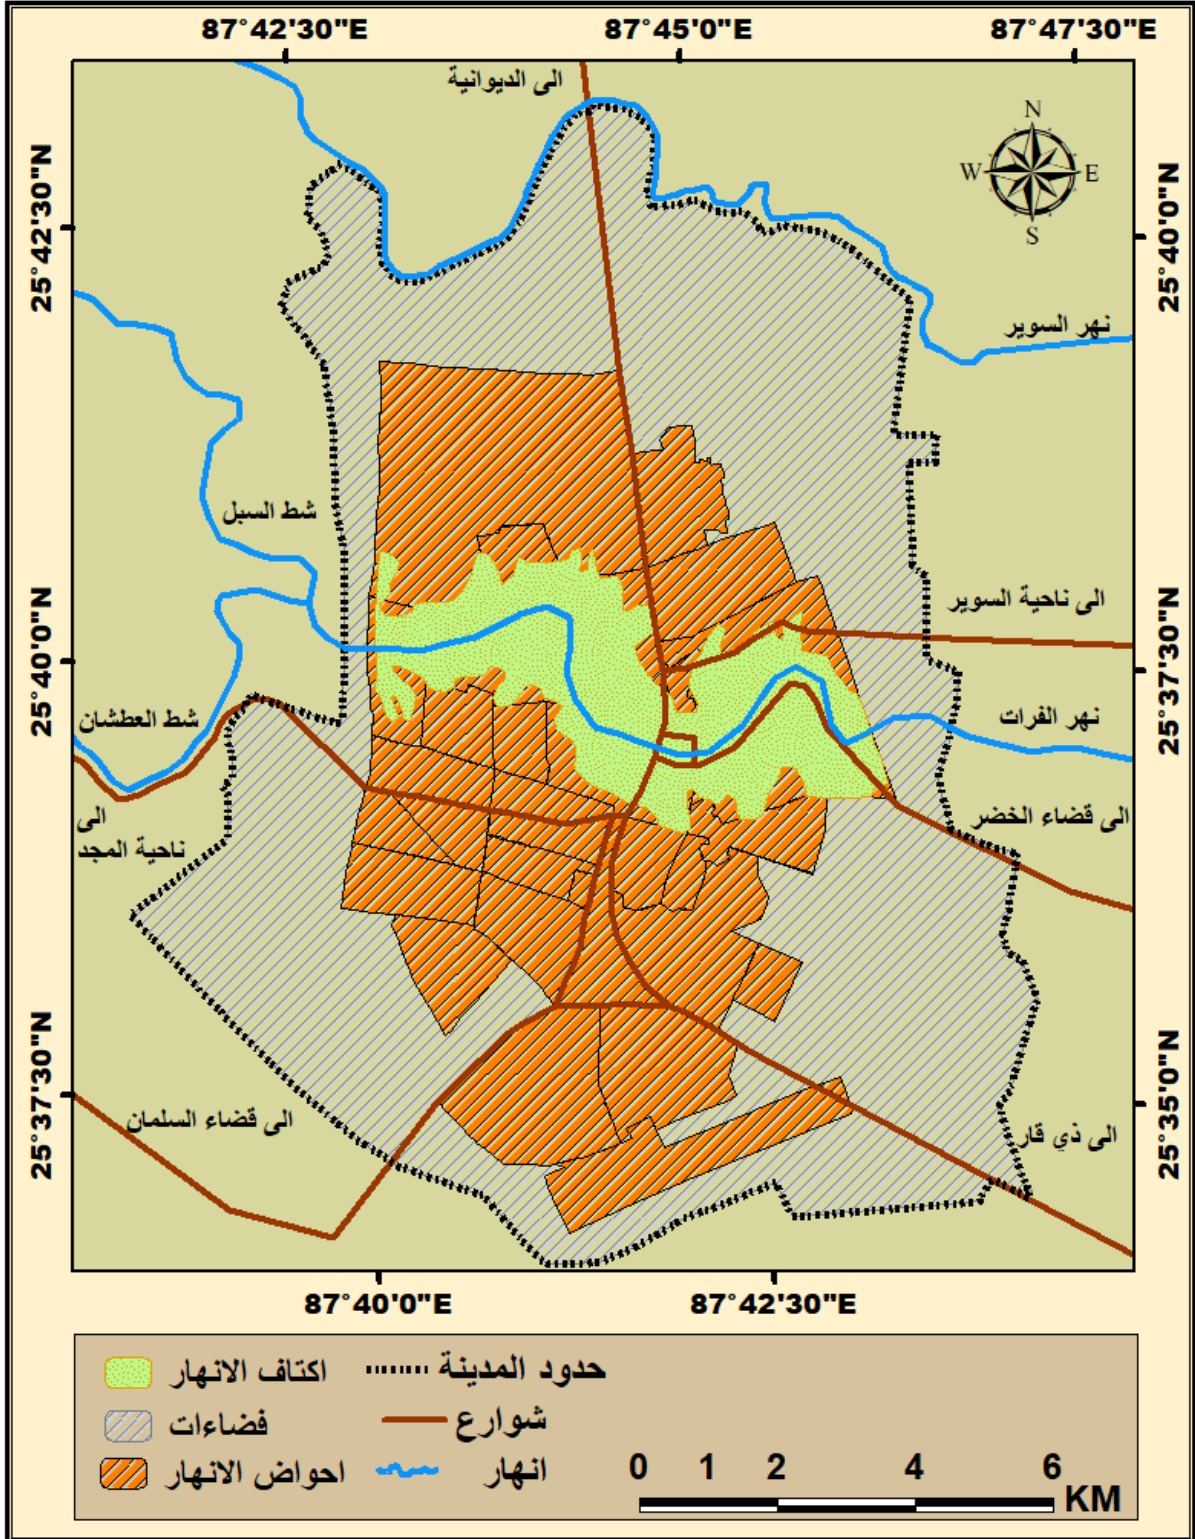 87°42'30"E
87°45'0"E
87°47'30"E
الى الديوانية
N
W
E
S
25°42'30"N
25°40'0"N
نهر السوير
شط السبل
الى ناحية السوير
25°40'0"N
25°37'30"N
شط العطشان
نهر الفرات
الى
ناحية المجد
الى قضاء الخضر
25°37'30"N
25°35'0"N
الى قضاء السلمان
الى ذي قار
87°40'0"E
87°42'30"E
حدود المدينة
اكتاف الانهار
شوارع
فضاءات
انهار
احواض الانهار
0 1 2 4 6
KM